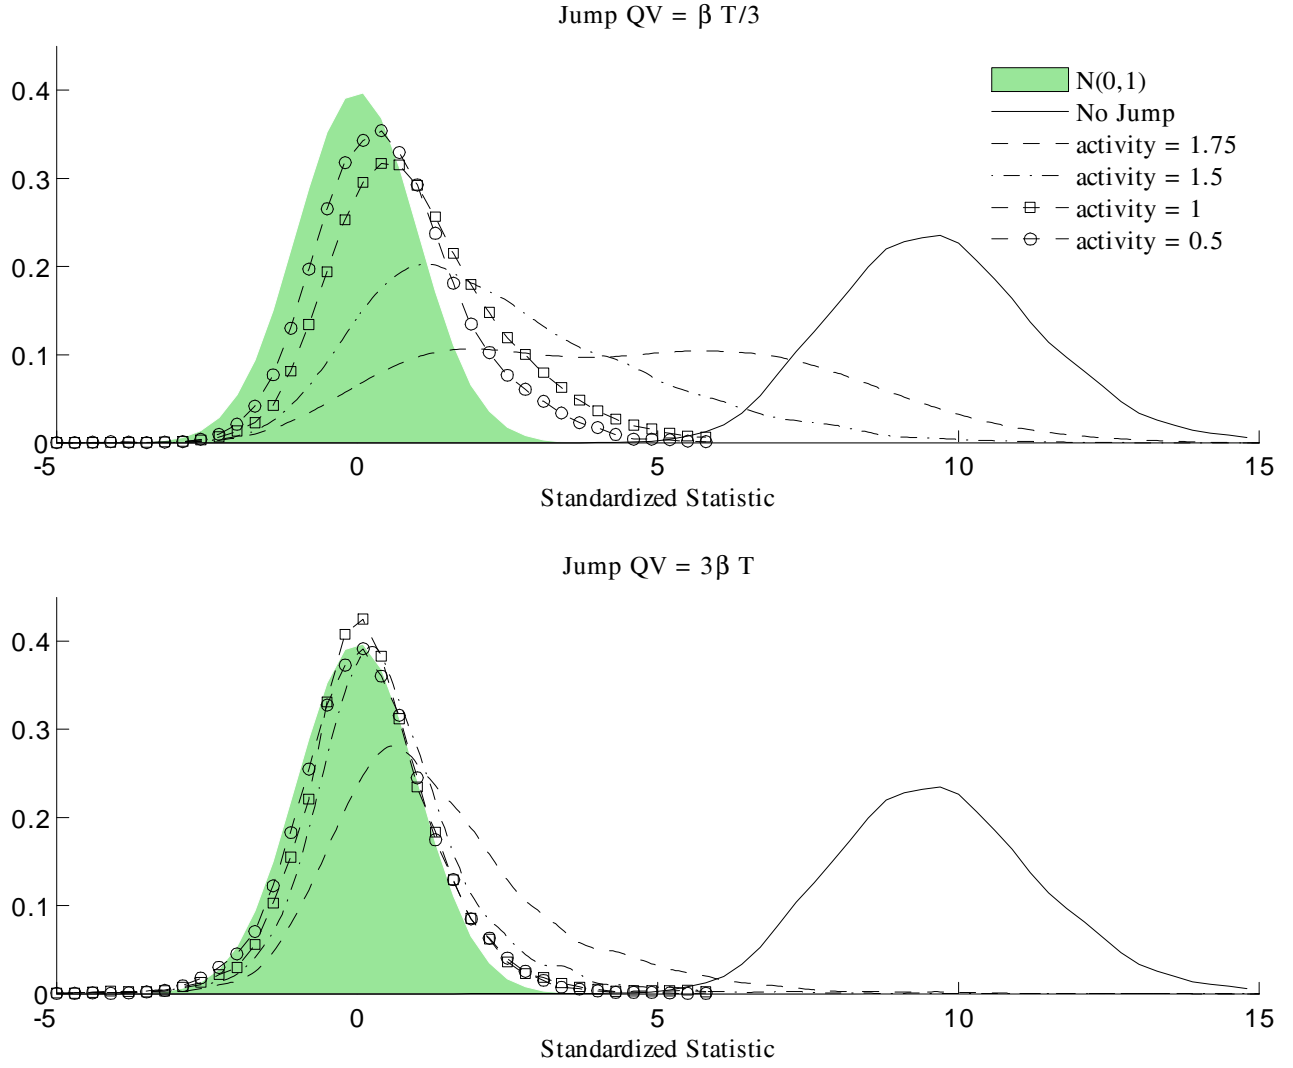 Jump QV = β T/3
0.4
0.3
0.2
0.1
0
-5 0 5 10 15
Standardized Statistic
N(0,1)
No Jump
activity = 1.75
activity = 1.5
activity = 1
activity = 0.5
Jump QV = 3β T
0.4
0.3
0.2
0.1
0
-5 0 5 10 15
Standardized Statistic